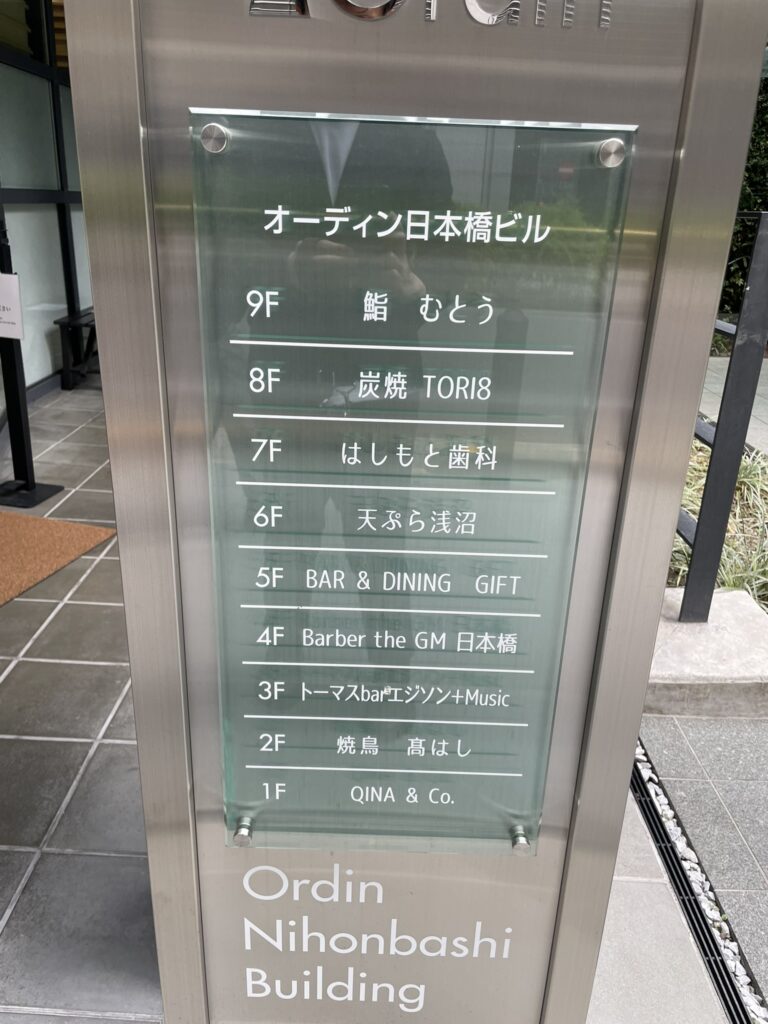 オーディン日本橋ビル
9F 鮨 むとう
8F 炭焼 TORI8
7F はしもと歯科
6F 天ぷら浅沼
5F BAR & DINING GIFT
4F Barber the GM 日本橋
3F トーマスbarエジソン+Music
2F 焼鳥 髙はし
1F QINA & Co.
Ordin
Nihonbashi
Building